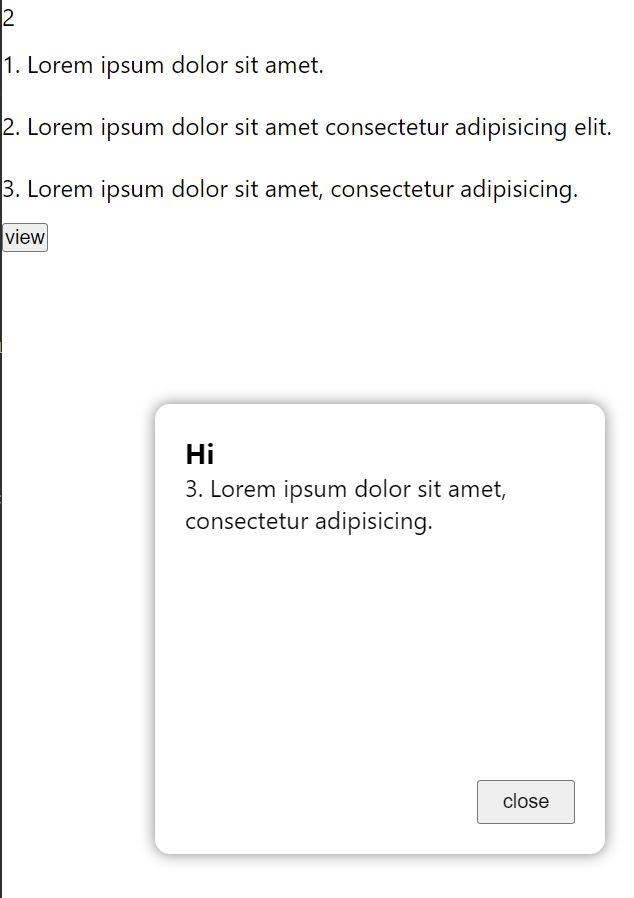 2
1. Lorem ipsum dolor sit amet.
2. Lorem ipsum dolor sit amet consectetur adipisicing elit.
3. Lorem ipsum dolor sit amet, consectetur adipisicing.
view
Hi
3. Lorem ipsum dolor sit amet,
consectetur adipisicing.
close